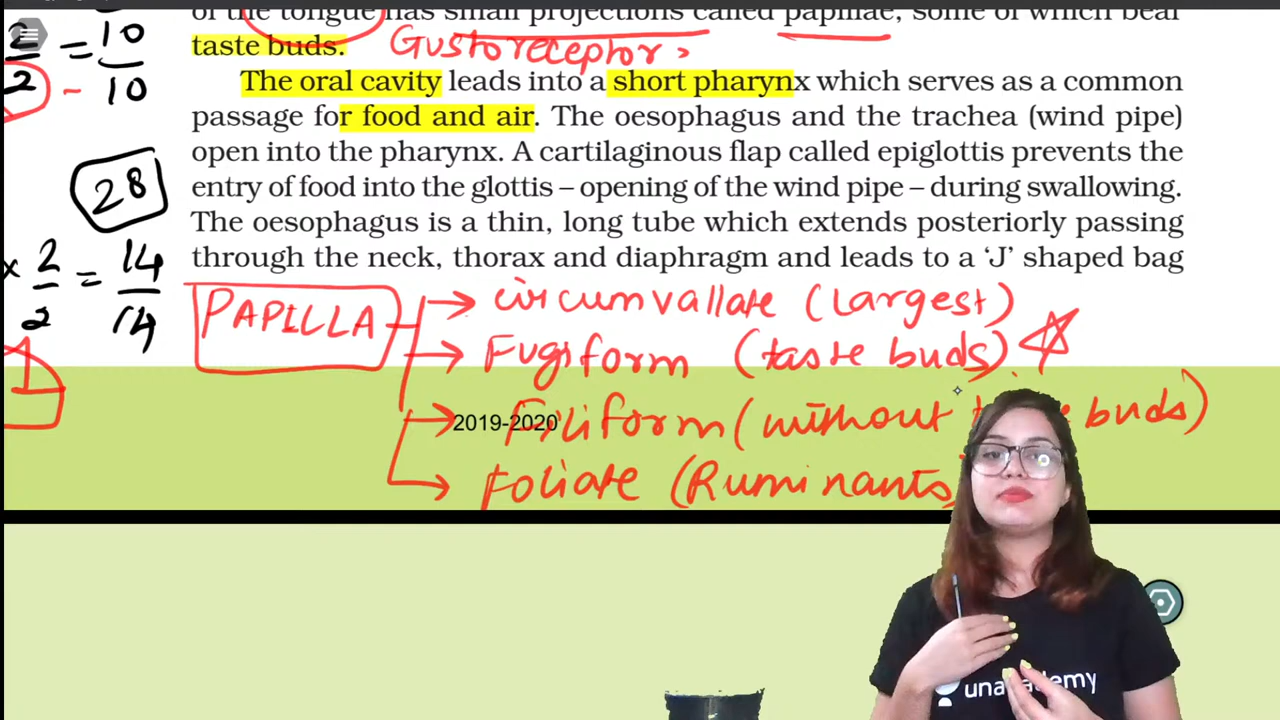 of the tongue has small projections called papillae, some of which bear
taste buds. Gustoreceptor
The oral cavity leads into a short pharynx which serves as a common
passage for food and air. The oesophagus and the trachea (wind pipe)
open into the pharynx. A cartilaginous flap called epiglottis prevents the
entry of food into the glottis – opening of the wind pipe – during swallowing.
The oesophagus is a thin, long tube which extends posteriorly passing
through the neck, thorax and diaphragm and leads to a 'J' shaped bag
2/2 = 10/10
- 10
28
x 2/2 = 14/14
PAPILLA
circumvallate (largest)
Fugiform (taste buds)
Filiform (without buds)
2019-2020
Foliate (Ruminants
unacademy